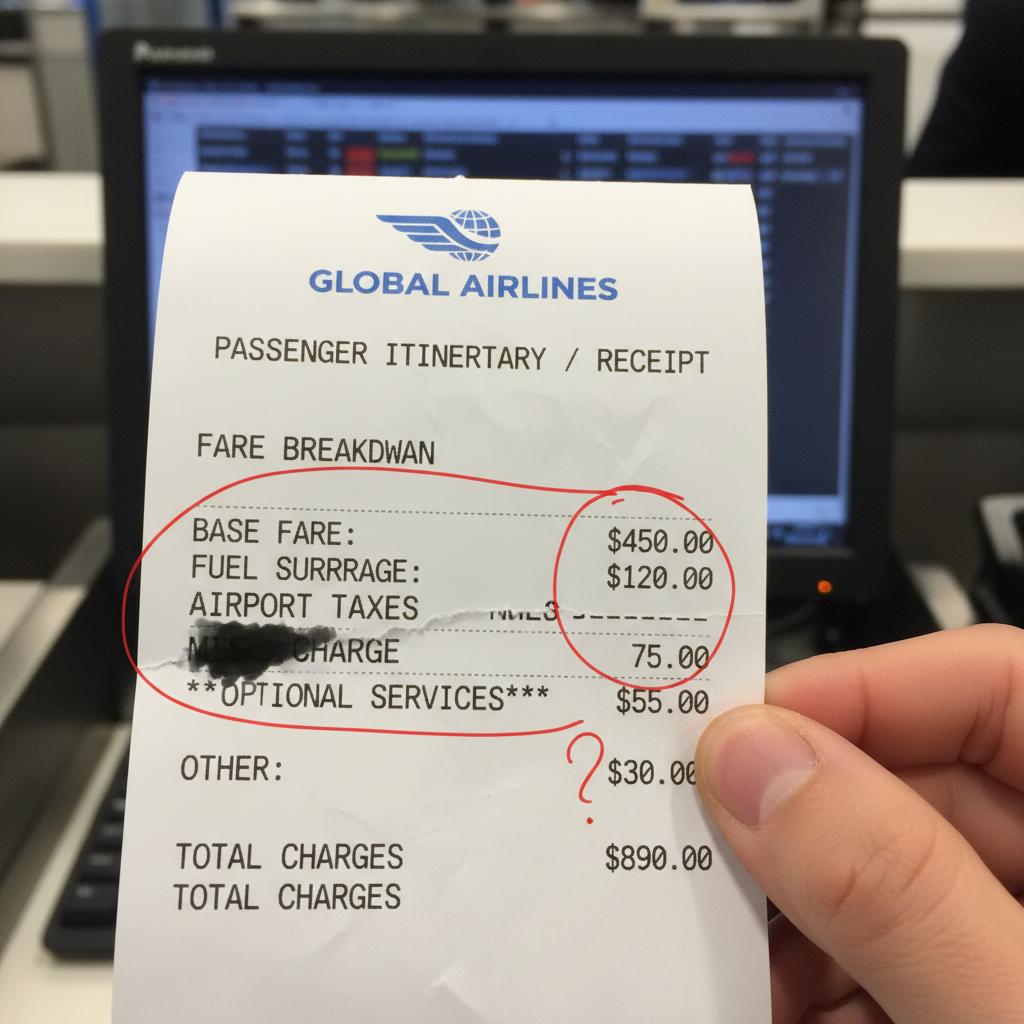 GLOBAL AIRLINES
PASSENGER ITINERTARY / RECEIPT
FARE BREAKDWAN
BASE FARE: $450.00
FUEL SURRRAGE: $120.00
AIRPORT TAXES
CHARGE 75.00
**OPTIONAL SERVICES*** $55.00
?
OTHER: $30.00
TOTAL CHARGES $890.00
TOTAL CHARGES